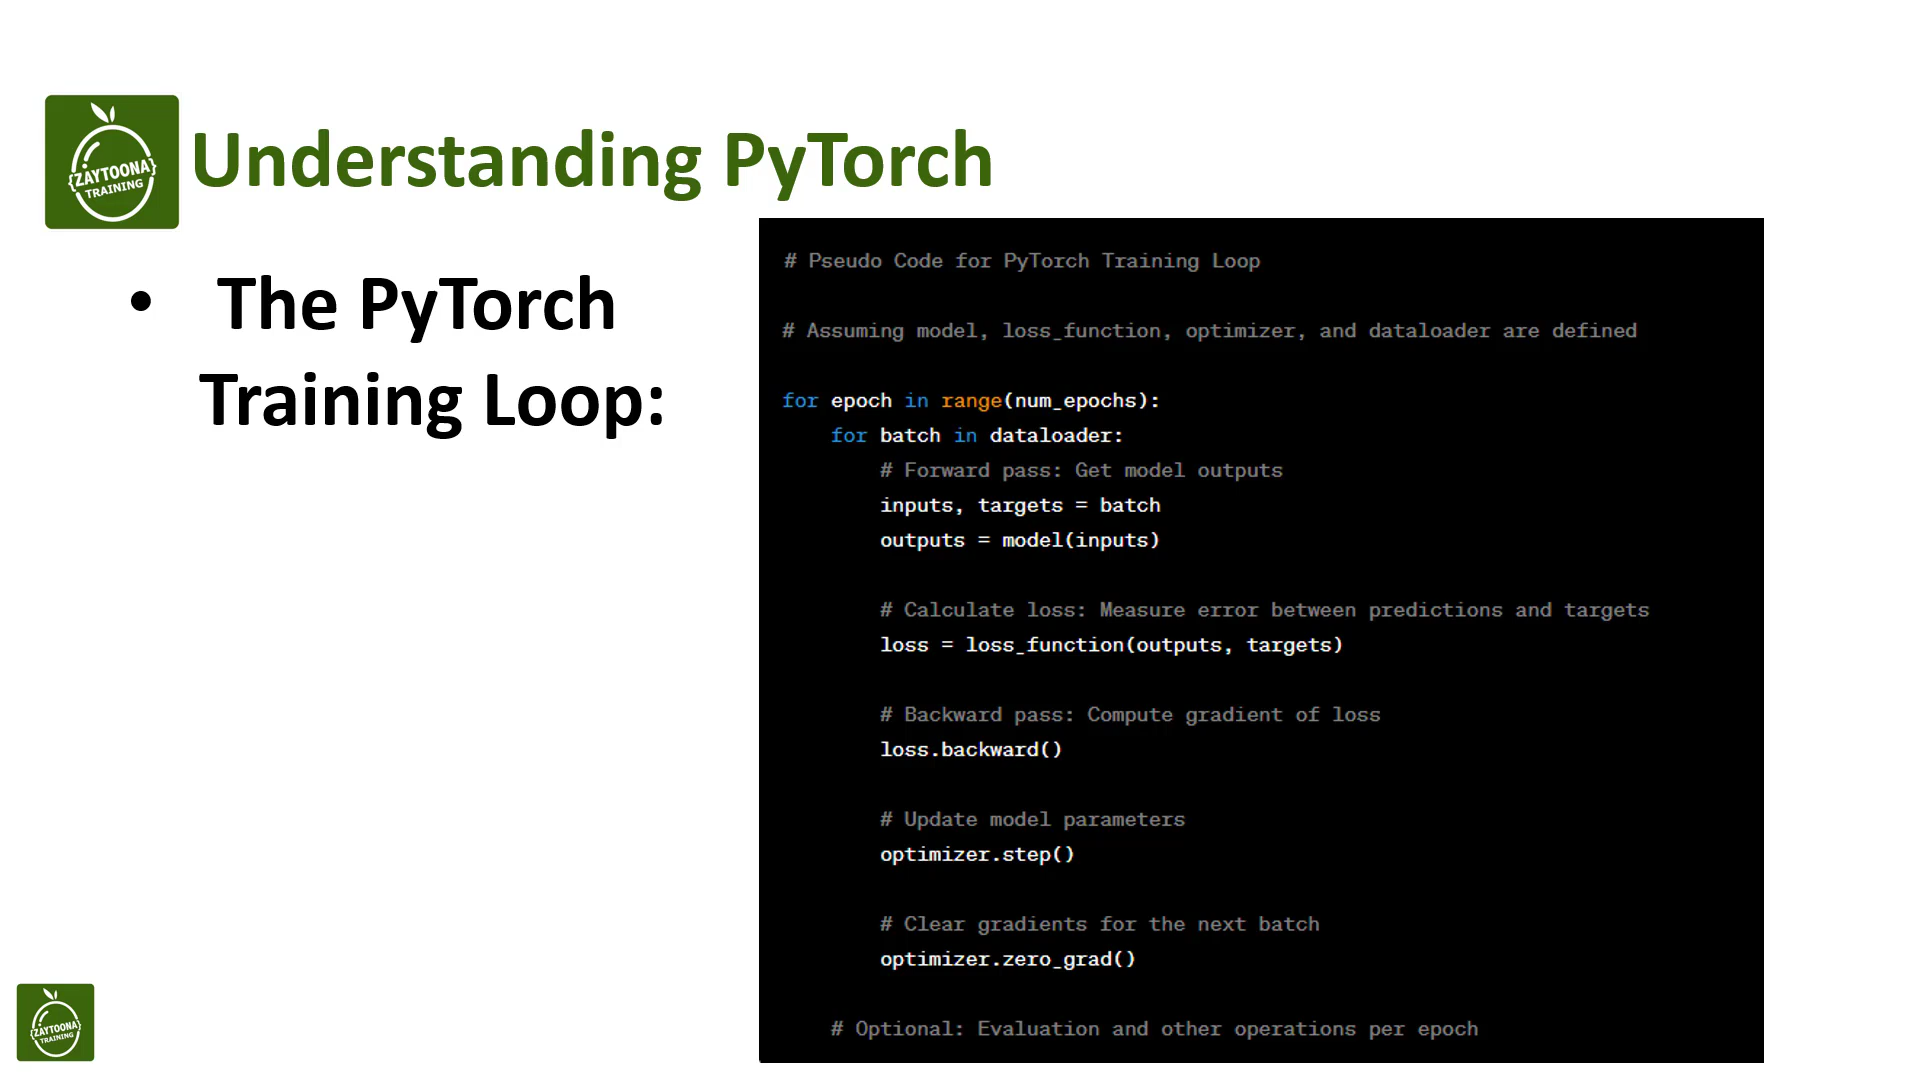 {ZAYTOONA}
TRAINING
Understanding PyTorch
• The PyTorch
Training Loop:
# Pseudo Code for PyTorch Training Loop
# Assuming model, loss_function, optimizer, and dataloader are defined
for epoch in range(num_epochs):
    for batch in dataloader:
        # Forward pass: Get model outputs
        inputs, targets = batch
        outputs = model(inputs)
        # Calculate loss: Measure error between predictions and targets
        loss = loss_function(outputs, targets)
        # Backward pass: Compute gradient of loss
        loss.backward()
        # Update model parameters
        optimizer.step()
        # Clear gradients for the next batch
        optimizer.zero_grad()
    # Optional: Evaluation and other operations per epoch
{ZAYTOONA}
TRAINING